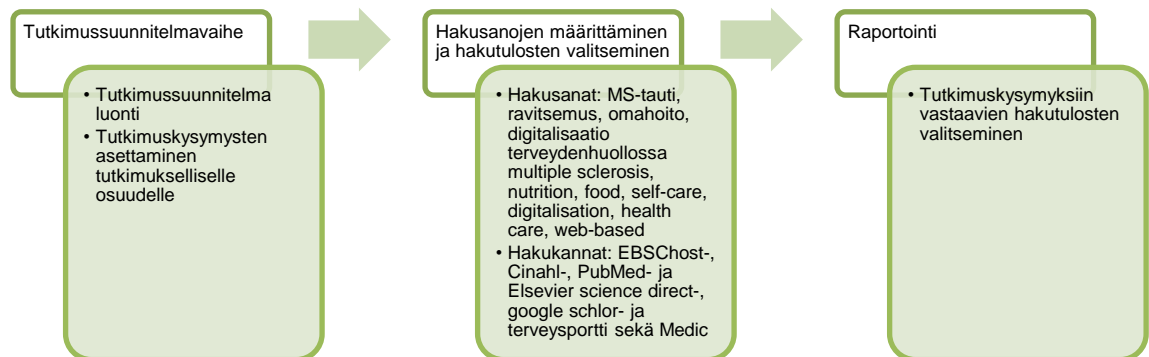 Tutkimussuunnitelmavaihe
• Tutkimussuunnitelma
luonti
• Tutkimuskysymysten
asettaminen
tutkimukselliselle
osuudelle
Hakusanojen määrittäminen
ja hakutulosten valitseminen
• Hakusanat: MS-tauti,
ravitsemus, omahoito,
digitalisaatio
terveydenhuollossa
multiple sclerosis,
nutrition, food, self-care,
digitalisation, health
care, web-based
• Hakukannat: EBSChost-,
Cinahl-, PubMed- ja
Elsevier science direct-,
google schlor- ja
terveysportti sekä Medic
Raportointi
• Tutkimuskysymyksiin
vastaavien hakutulosten
valitseminen